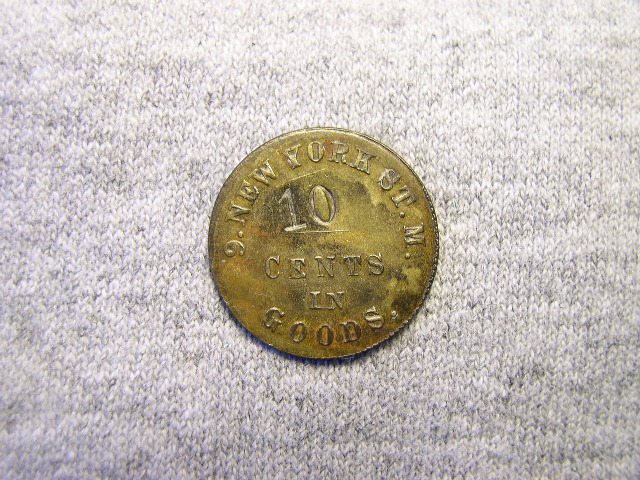 9. NEW YORK ST. M.
10
CENTS
IN
GOODS.